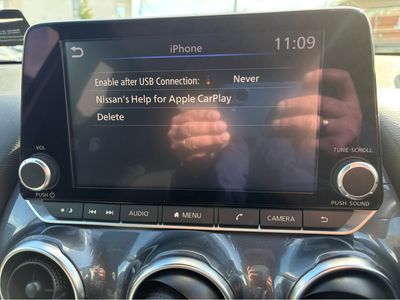 iPhone 11:09
Enable after USB Connection: Never
Nissan's Help for Apple CarPlay
Delete
VOL
PUSH
TUNE·SCROLL
PUSH SOUND
AUDIO MENU CAMERA